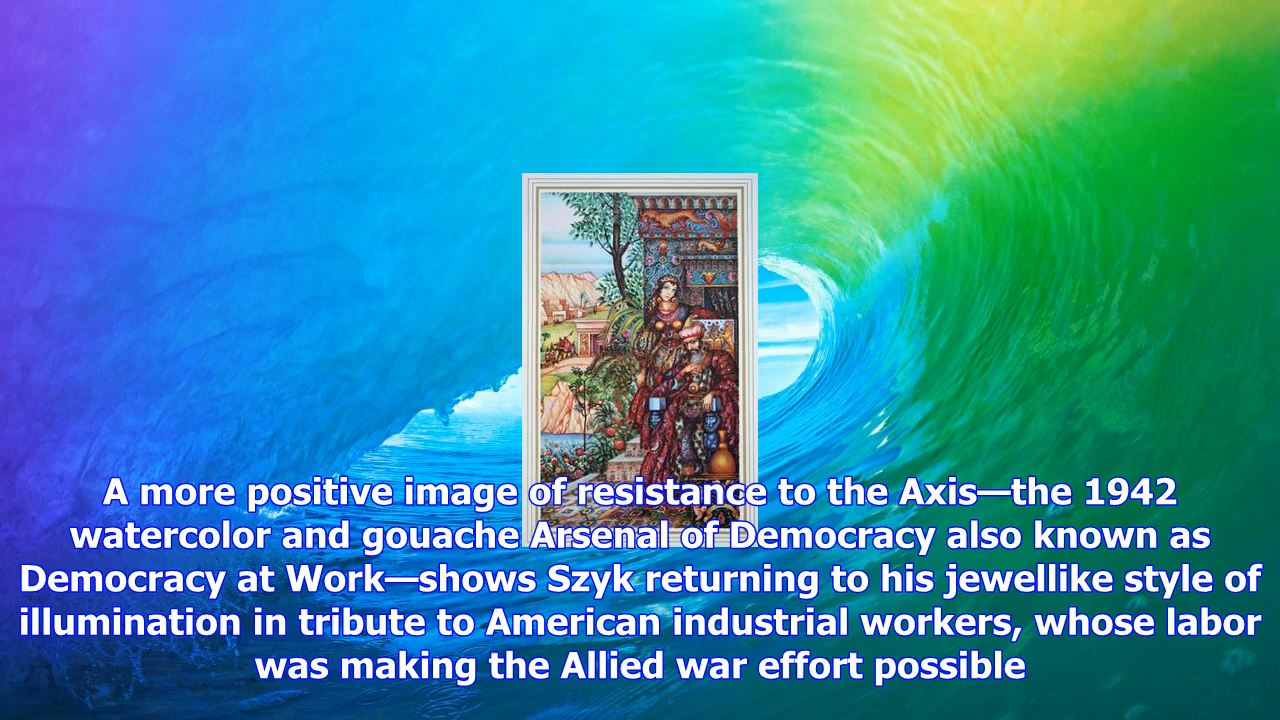 A more positive image of resistance to the Axis—the 1942
watercolor and gouache Arsenal of Democracy also known as
Democracy at Work—shows Szyk returning to his jewellike style of
illumination in tribute to American industrial workers, whose labor
was making the Allied war effort possible